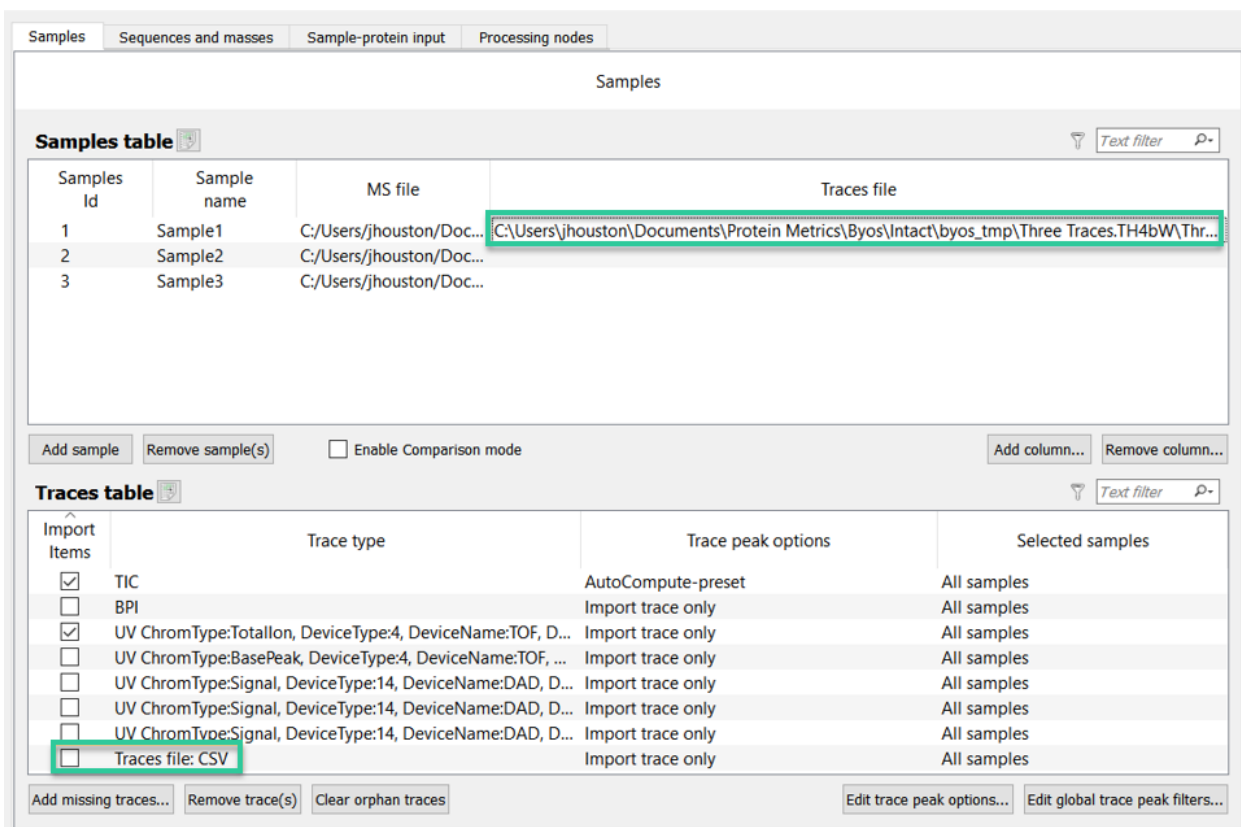 Samples Sequences and masses Sample-protein input Processing nodes
Samples
Samples table Text filter
Samples Id Sample name MS file Traces file
1 Sample1 C:/Users/jhouston/Doc... C:\Users\jhouston\Documents\Protein Metrics\Byos\Intact\byos_tmp\Three Traces.TH4bW\Thr...
2 Sample2 C:/Users/jhouston/Doc...
3 Sample3 C:/Users/jhouston/Doc...
Add sample Remove sample(s) Enable Comparison mode Add column... Remove column...
Traces table Text filter
Import Items Trace type Trace peak options Selected samples
TIC AutoCompute-preset All samples
BPI Import trace only All samples
UV ChromType:TotalIon, DeviceType:4, DeviceName:TOF, D... Import trace only All samples
UV ChromType:BasePeak, DeviceType:4, DeviceName:TOF, ... Import trace only All samples
UV ChromType:Signal, DeviceType:14, DeviceName:DAD, D... Import trace only All samples
UV ChromType:Signal, DeviceType:14, DeviceName:DAD, D... Import trace only All samples
UV ChromType:Signal, DeviceType:14, DeviceName:DAD, D... Import trace only All samples
Traces file: CSV Import trace only All samples
Add missing traces... Remove trace(s) Clear orphan traces Edit trace peak options... Edit global trace peak filters...